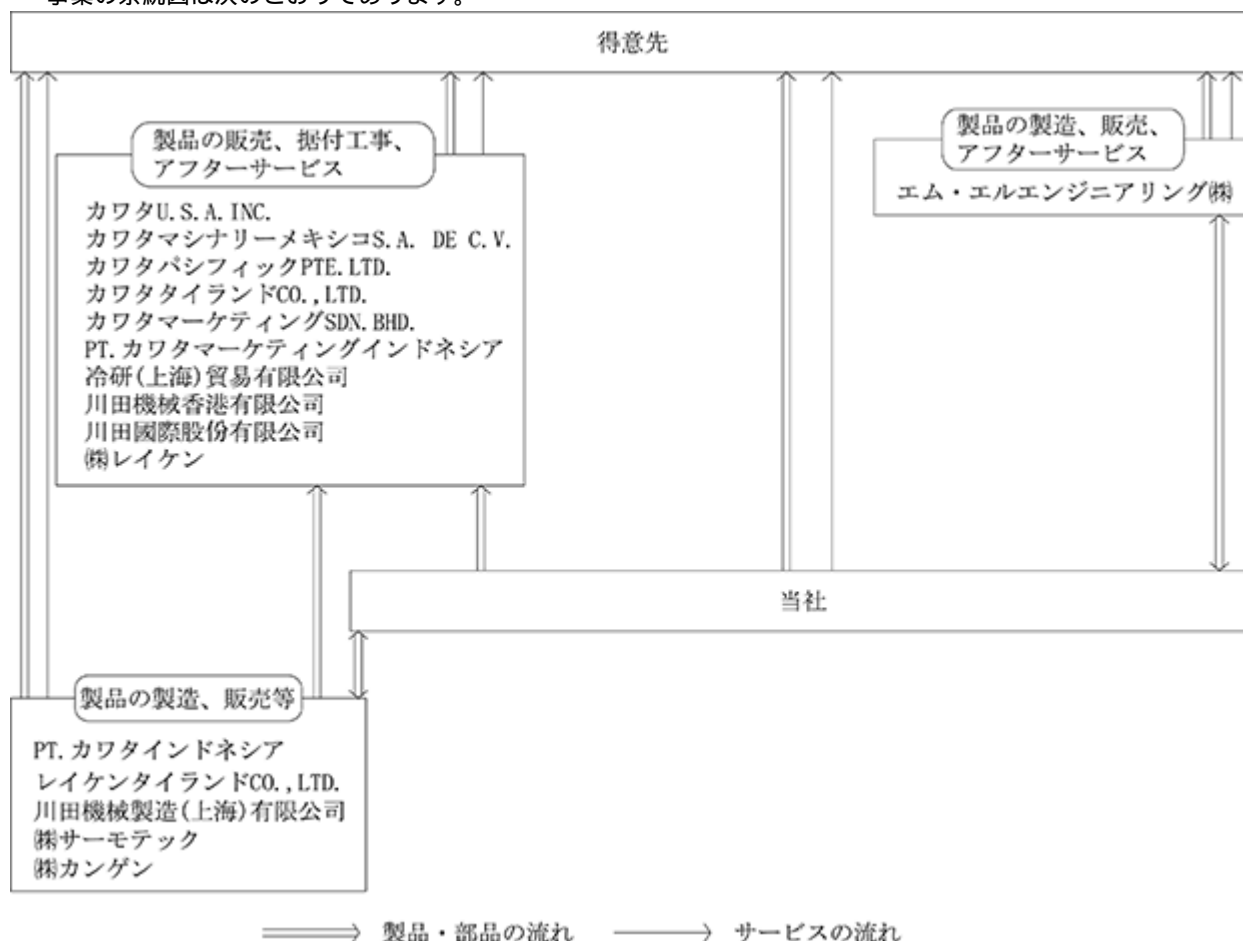 事業の系統図は次のとおりであります。
得意先
製品の販売、据付工事、
アフターサービス
カワタU.S.A.INC.
カワタマシナリーメキシコS.A. DE C.V.
カワタパシフィックPTE.LTD.
カワタタイランドCO.,LTD.
カワタマーケティングSDN.BHD.
PT.カワタマーケティングインドネシア
冷研(上海)貿易有限公司
川田機械香港有限公司
川田國際股份有限公司
㈱レイケン
製品の製造、販売、
アフターサービス
エム・エルエンジニアリング㈱
当社
製品の製造、販売等
PT.カワタインドネシア
レイケンタイランドCO.,LTD.
川田機械製造(上海)有限公司
㈱サーモテック
㈱カンゲン
製品・部品の流れ
サービスの流れ